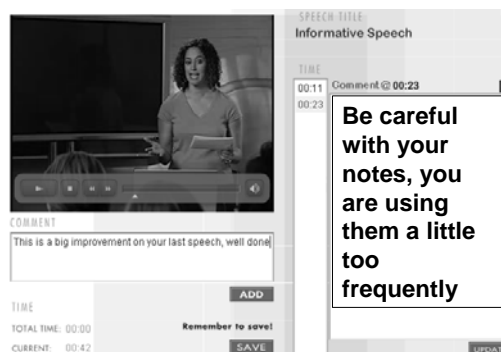 SPEECH TITLE
Informative Speech
TIME
00:11
00:23
Comment @ 00:23
Be careful
with your
notes, you
are using
them a little
too
frequently
COMMENT
This is a big improvement on your last speech, well done
ADD
TIME
TOTAL TIME: 00:00
Remember to save!
CURRENT: 00:42
SAVE